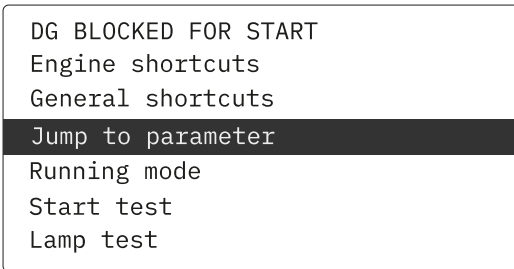 DG BLOCKED FOR START
Engine shortcuts
General shortcuts
Jump to parameter
Running mode
Start test
Lamp test